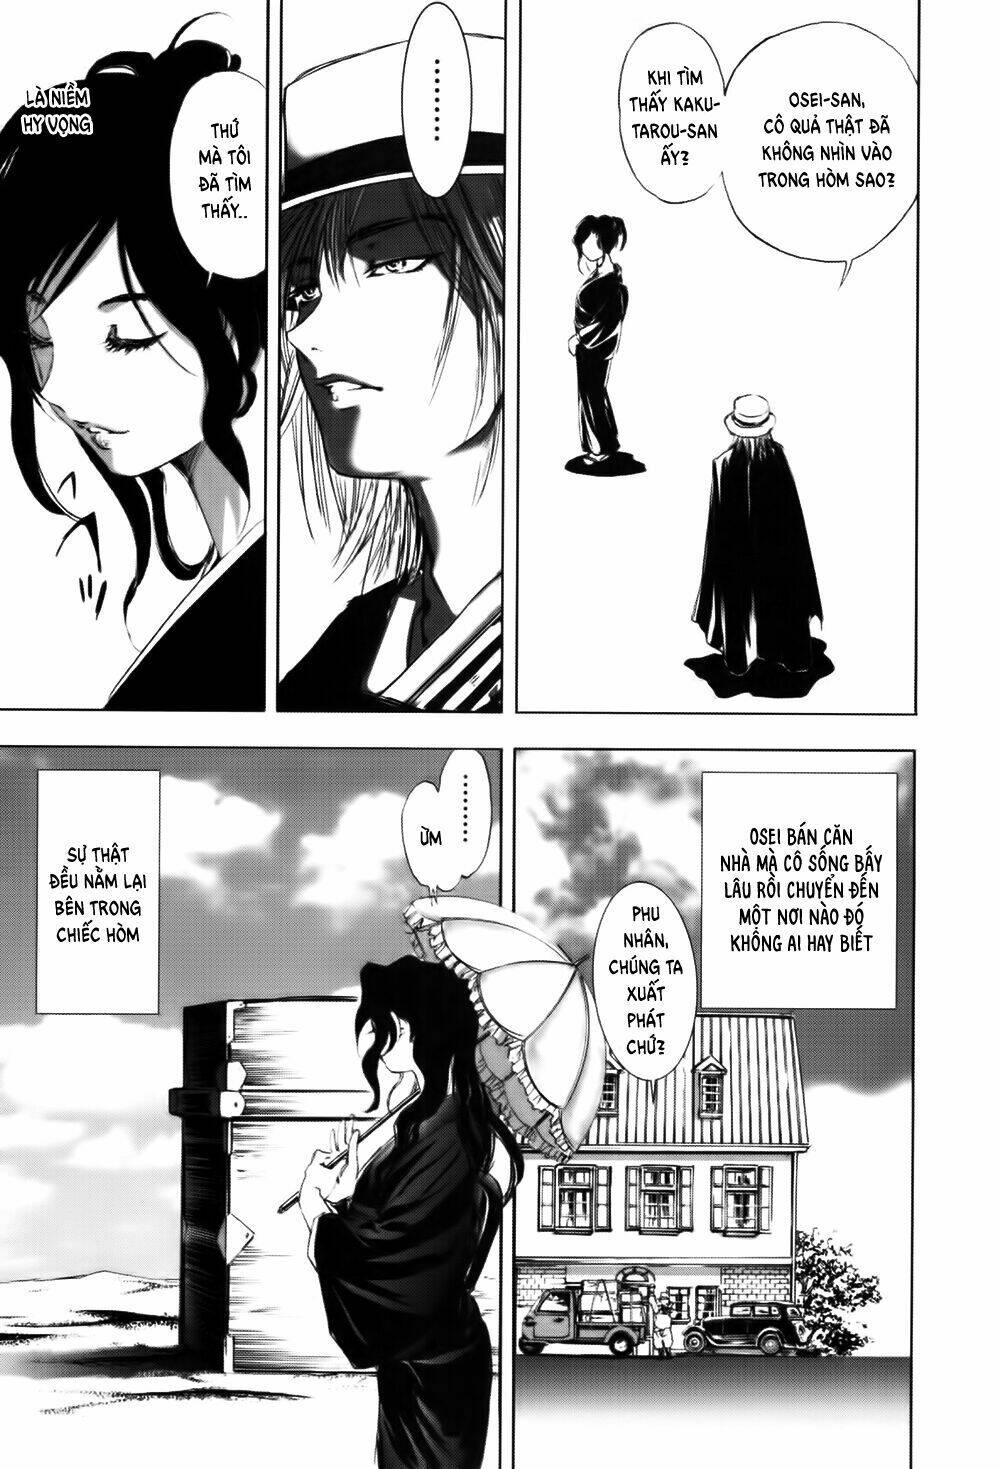 OSEI-SAN,
CÔ QUẢ THẬT ĐÃ
KHÔNG NHÌN VÀO
TRONG HÒM SAO?
KHI TÌM
THẤY KAKU-
TAROU-SAN
ẤY?
.........
THỨ
MÀ TÔI
ĐÃ TÌM
THẤY..
LÀ NIỀM
HY VỌNG
OSEI BÁN CĂN
NHÀ MÀ CÔ SỐNG BẤY
LÂU RỒI CHUYỂN ĐẾN
MỘT NƠI NÀO ĐÓ
KHÔNG AI HAY BIẾT
PHU
NHÂN,
CHÚNG TA
XUẤT
PHÁT
CHỨ?
.........
ỪM
SỰ THẬT
ĐỀU NẰM LẠI
BÊN TRONG
CHIẾC HÒM